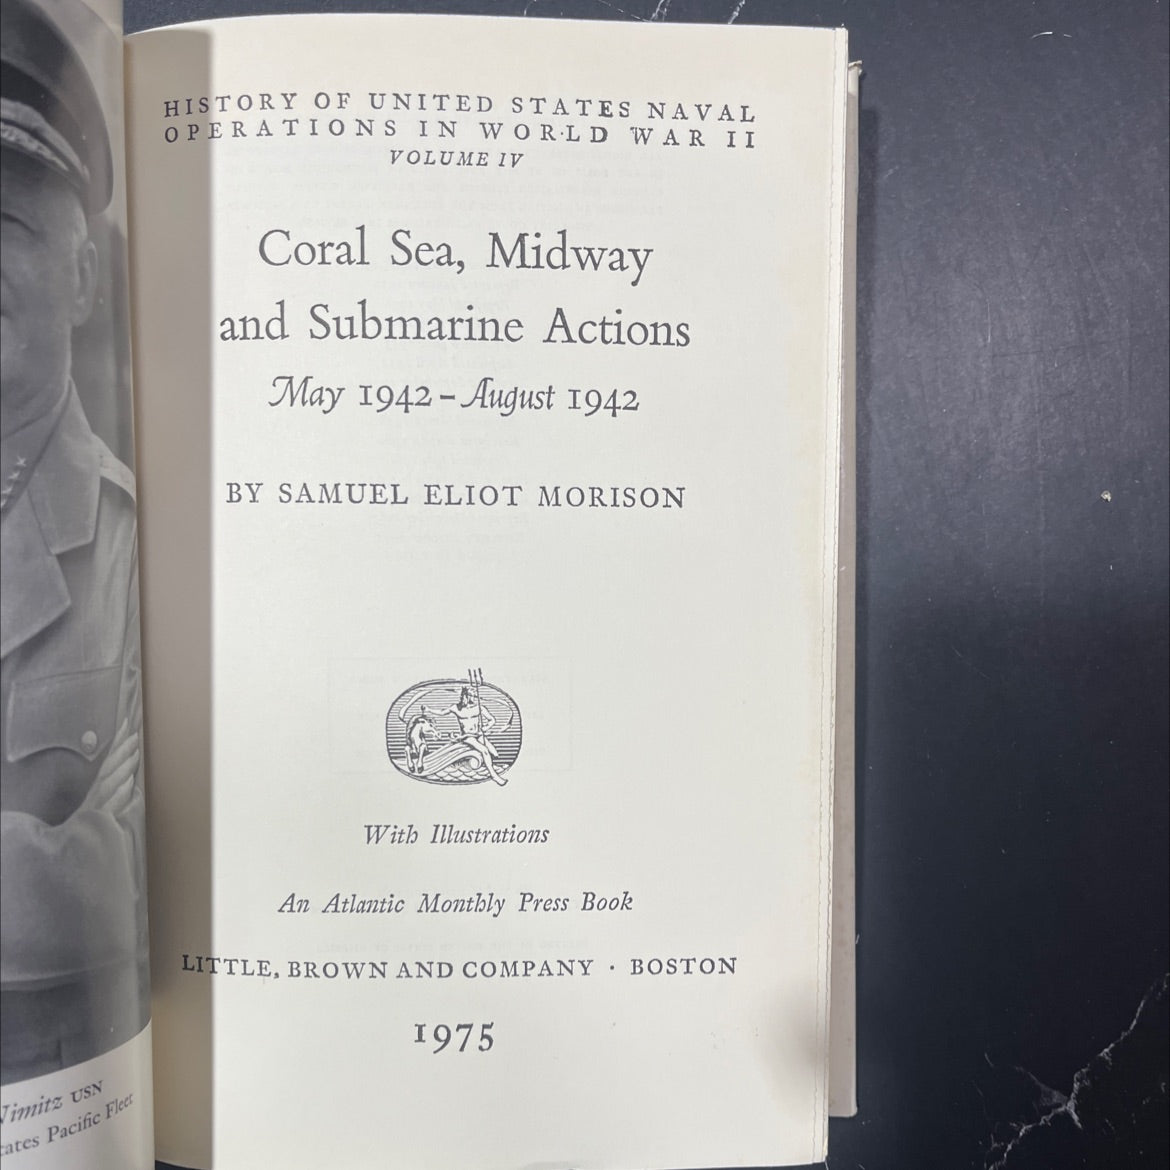 HISTORY OF UNITED STATES NAVAL
OPERATIONS IN WORLD WAR II
VOLUME IV
Coral Sea, Midway
and Submarine Actions
May 1942 – August 1942
BY SAMUEL ELIOT MORISON
With Illustrations
An Atlantic Monthly Press Book
LITTLE, BROWN AND COMPANY · BOSTON
1975
Nimitz USN
Pacific Fleet